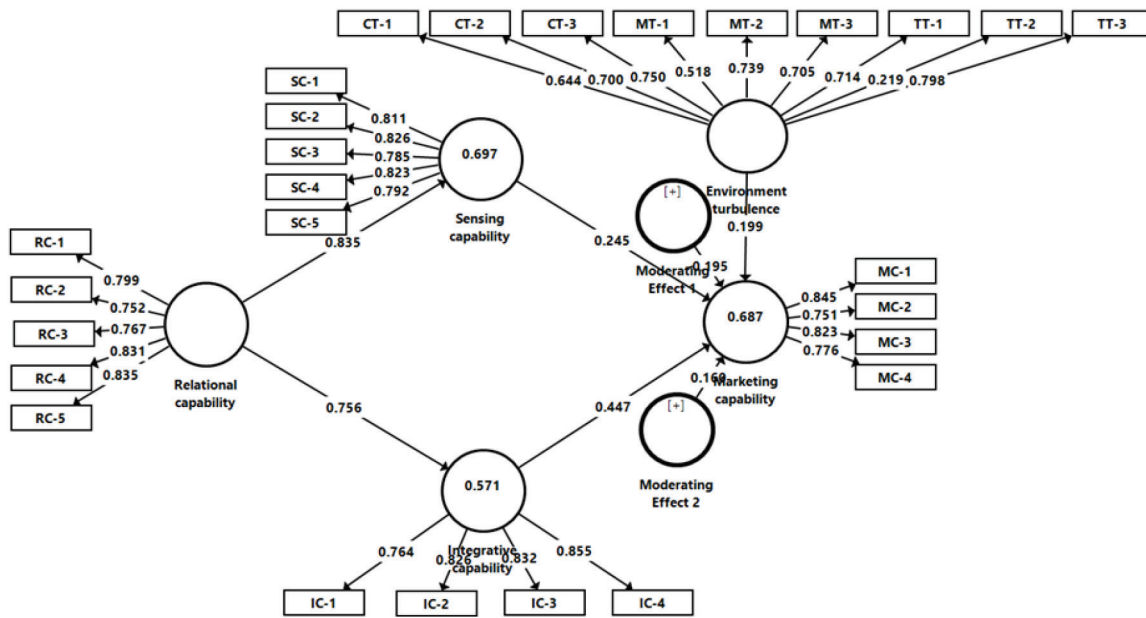 CT-1 CT-2 CT-3 MT-1 MT-2 MT-3 TT-1 TT-2 TT-3
0.644 0.700 0.750 0.518 0.739 0.705 0.714 0.219 0.798
SC-1
SC-2
SC-3
SC-4
SC-5
0.811
0.826
0.785
0.823
0.792
0.697
Sensing
capability
[+]
Environment
turbulence
0.199
0.835
0.245
-0.195
Moderating
Effect 1
RC-1
RC-2
RC-3
RC-4
RC-5
0.799
0.752
0.767
0.831
0.835
Relational
capability
0.687
Marketing
capability
0.845
0.751
0.823
0.776
MC-1
MC-2
MC-3
MC-4
0.756
0.447
0.160
[+]
Moderating
Effect 2
0.571
Integrative
capability
0.764 0.826 0.832 0.855
IC-1 IC-2 IC-3 IC-4